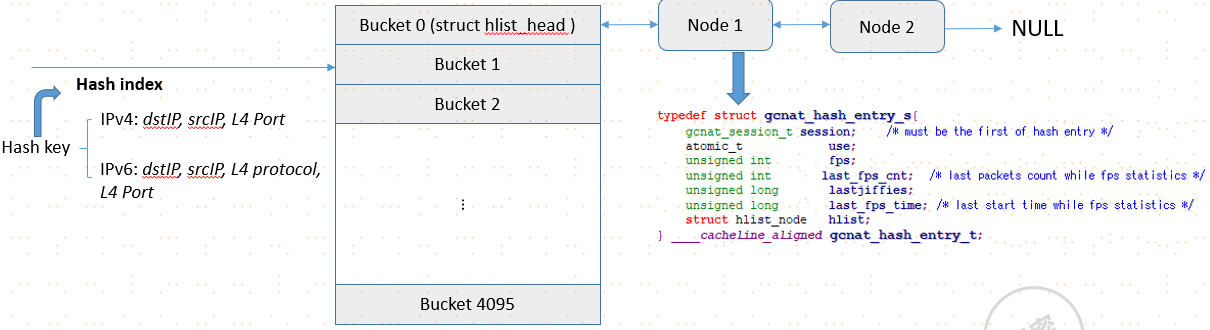 Bucket 0 (struct hlist_head )
Node 1
Node 2
NULL
Bucket 1
Hash index
Bucket 2
IPv4: dstIP, srcIP, L4 Port
Hash key
IPv6: dstIP, srcIP, L4 protocol,
L4 Port
⋮
Bucket 4095
typedef struct gcnat_hash_entry_s{
gcnat_session_t session; /* must be the first of hash entry */
atomic_t use;
unsigned int fps;
unsigned int last_fps_cnt; /* last packets count while fps statistics */
unsigned long lastjiffies;
unsigned long last_fps_time; /* last start time while fps statistics */
struct hlist_node hlist;
} ____cacheline_aligned gcnat_hash_entry_t;